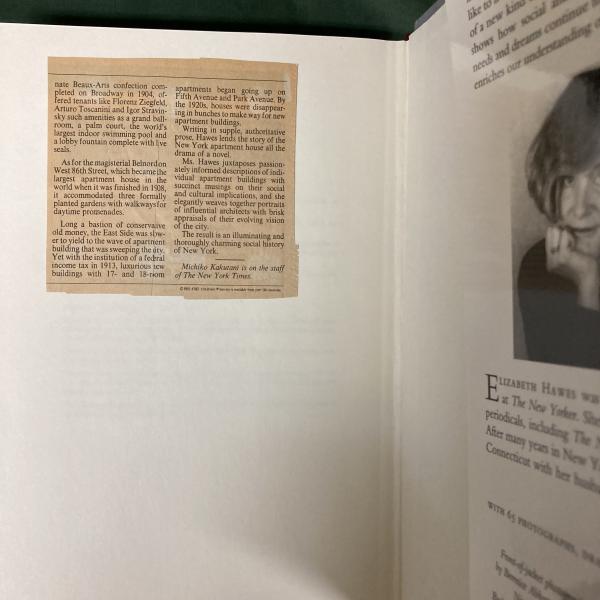 nate Beaux-Arts confection com-
pleted on Broadway in 1904, of-
fered tenants like Florenz Ziegfeld,
Arturo Toscanini and Igor Stravin-
sky such amenities as a grand ball-
room, a palm court, the world's
largest indoor swimming pool and
a lobby fountain complete with live
seals.
As for the magisterial Belnord on
West 86th Street, which became the
largest apartment house in the
world when it was finished in 1908,
it accommodated three formally
planted gardens with walkways for
daytime promenades.
Long a bastion of conservative
old money, the East Side was slow-
er to yield to the wave of apartment
building that was sweeping the city.
Yet with the institution of a federal
income tax in 1913, luxurious new
buildings with 17- and 18-room
apartments began going up on
Fifth Avenue and Park Avenue. By
the 1920s, houses were disappear-
ing in bunches to make way for new
apartment buildings.
Writing in supple, authoritative
prose, Hawes lends the story of the
New York apartment house all the
drama of a novel.
Ms. Hawes juxtaposes passion-
ately informed descriptions of indi-
vidual apartment buildings with
succinct musings on their social
and cultural implications, and she
elegantly weaves together portraits
of influential architects with brisk
appraisals of their evolving vision
of the city.
The result is an illuminating and
thoroughly charming social history
of New York.
Michiko Kakutani is on the staff
of The New York Times.
like to
of a new kind
shows how social and
needs and dreams continue
enriches our understanding o
ELIZABETH HAWES WAS
at The New Yorker. She
periodicals, including The N
After many years in New Y
Connecticut with her husb
WITH 65 PHOTOGRAPHS, DRA
Front-of-jacket photog
by Berenice Abb